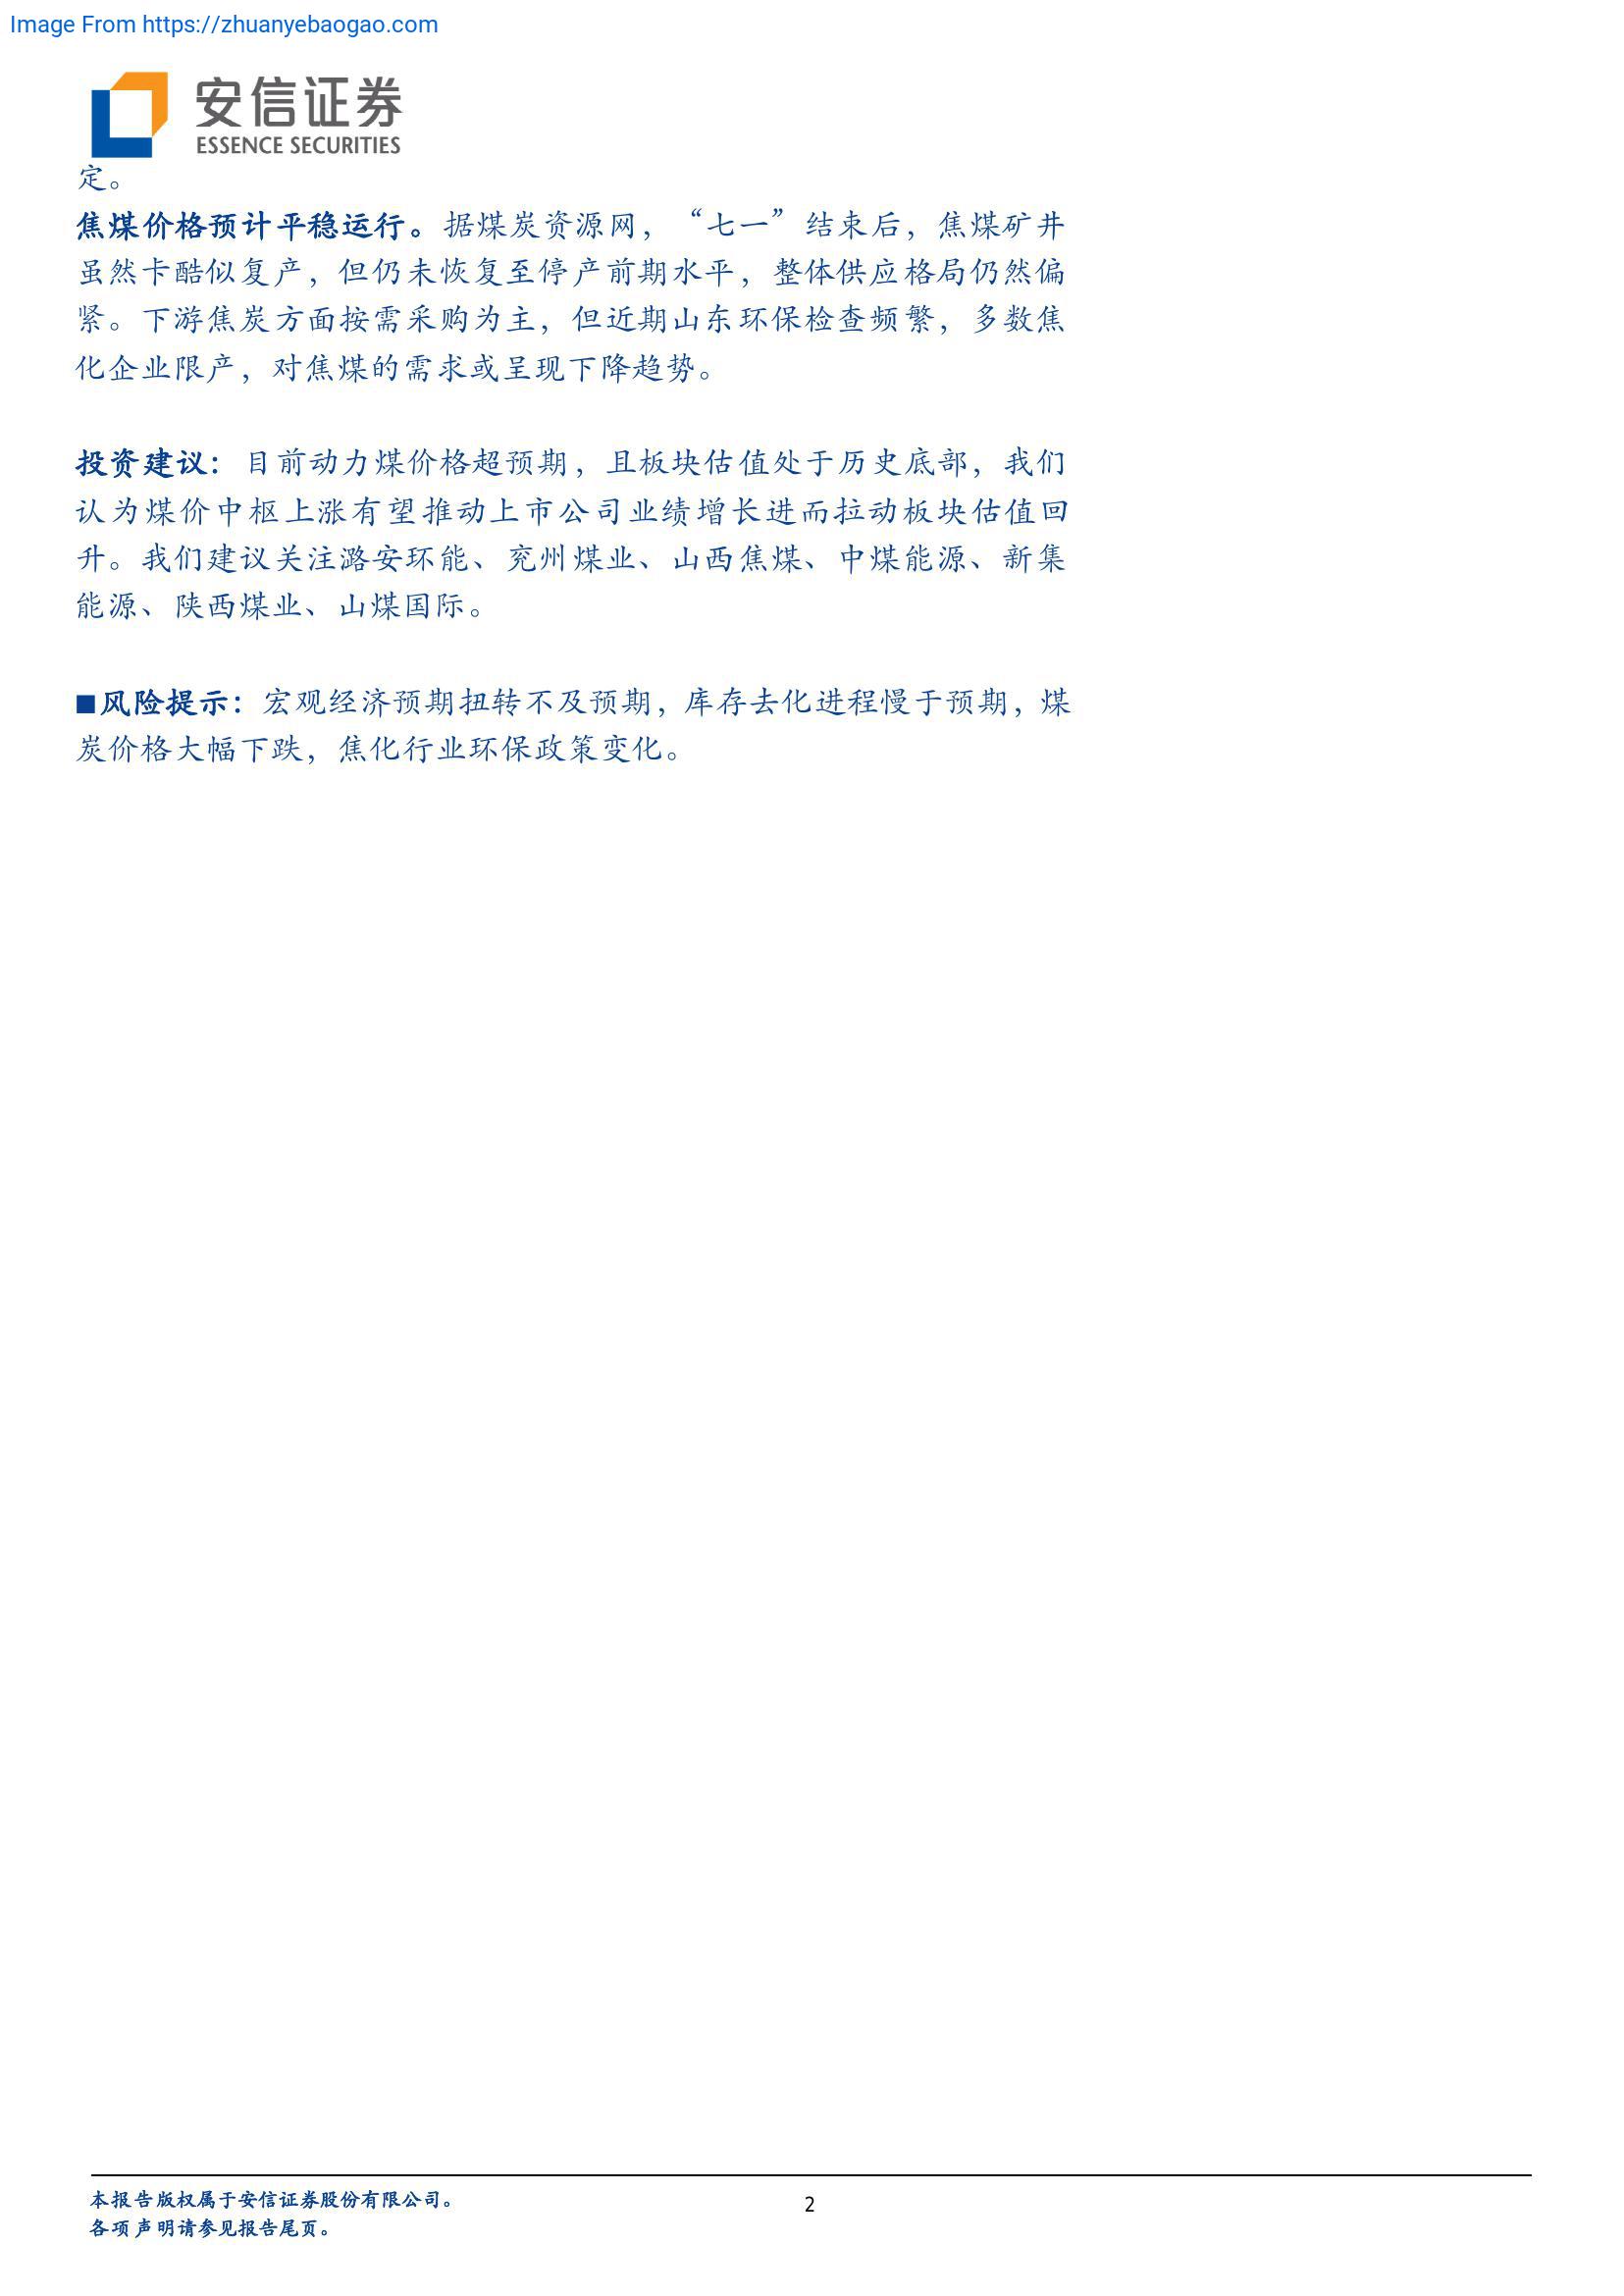 Image From https://zhuanyebaogao.com
安信证券
ESSENCE SECURITIES
定。
焦煤价格预计平稳运行。据煤炭资源网，“七一”结束后，焦煤矿井
虽然卡酷似复产，但仍未恢复至停产前期水平，整体供应格局仍然偏
紧。下游焦炭方面按需采购为主，但近期山东环保检查频繁，多数焦
化企业限产，对焦煤的需求或呈现下降趋势。
投资建议：目前动力煤价格超预期，且板块估值处于历史底部，我们
认为煤价中枢上涨有望推动上市公司业绩增长进而拉动板块估值回
升。我们建议关注潞安环能、兖州煤业、山西焦煤、中煤能源、新集
能源、陕西煤业、山煤国际。
■风险提示：宏观经济预期扭转不及预期，库存去化进程慢于预期，煤
炭价格大幅下跌，焦化行业环保政策变化。
本报告版权属于安信证券股份有限公司。
2
各项声明请参见报告尾页。